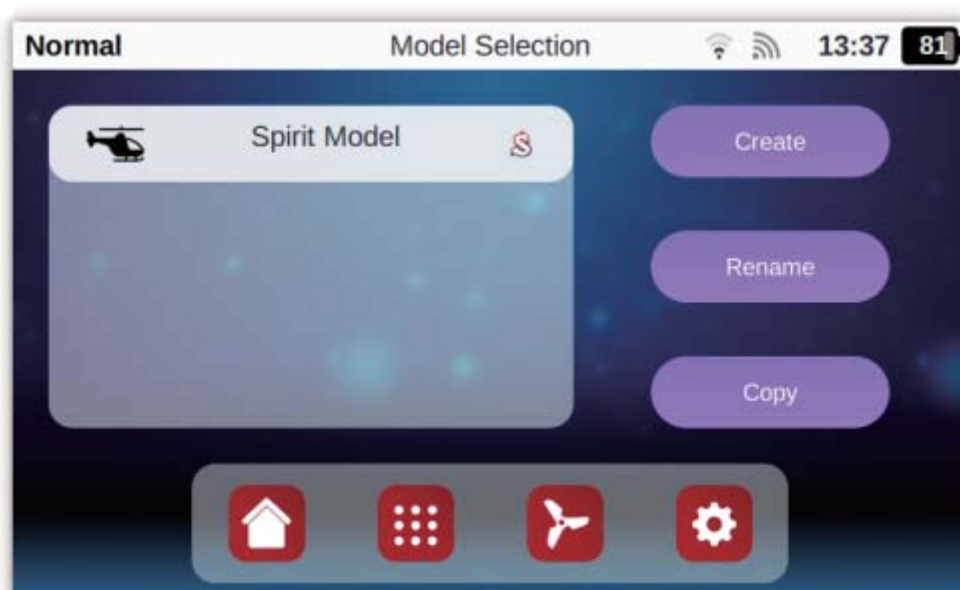 Normal Model Selection 13:37 81
Spirit Model S
Create
Rename
Copy